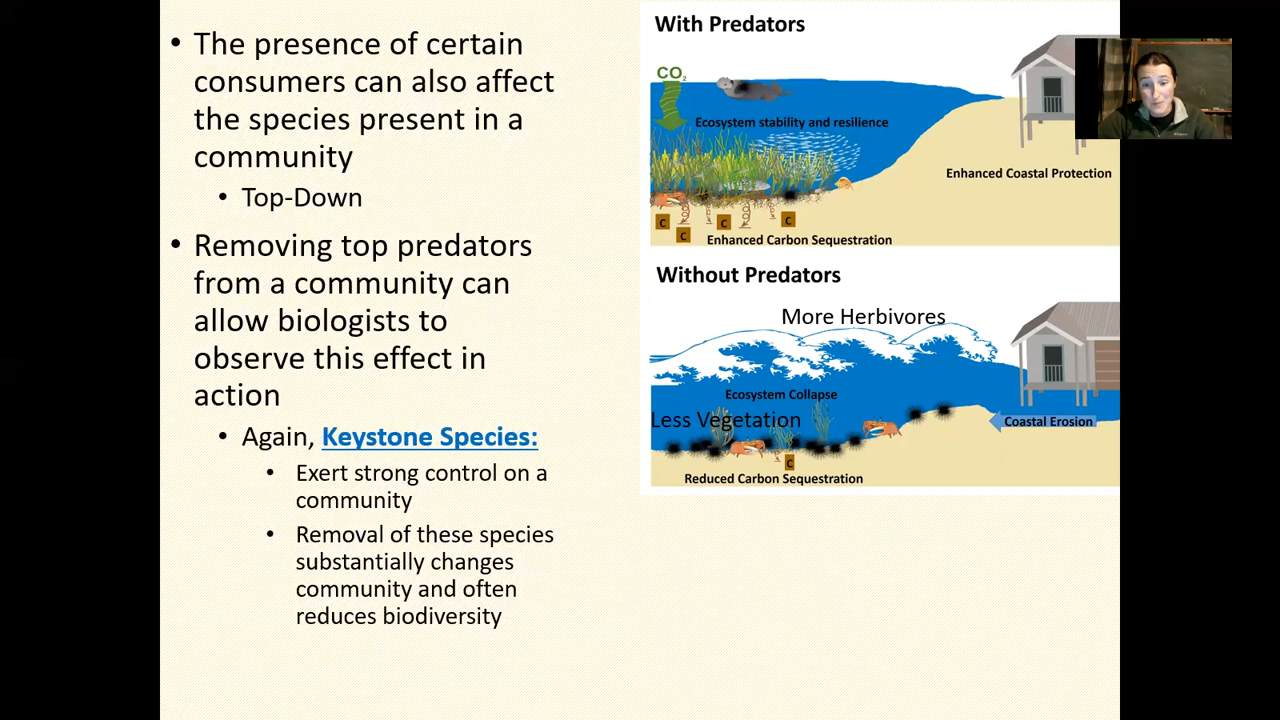 • The presence of certain
consumers can also affect
the species present in a
community
• Top-Down
• Removing top predators
from a community can
allow biologists to
observe this effect in
action
• Again, Keystone Species:
• Exert strong control on a
community
• Removal of these species
substantially changes
community and often
reduces biodiversity
With Predators
CO₂
Ecosystem stability and resilience
Enhanced Coastal Protection
C
C
C
C
Enhanced Carbon Sequestration
Without Predators
More Herbivores
Ecosystem Collapse
Less Vegetation
Coastal Erosion
C
Reduced Carbon Sequestration